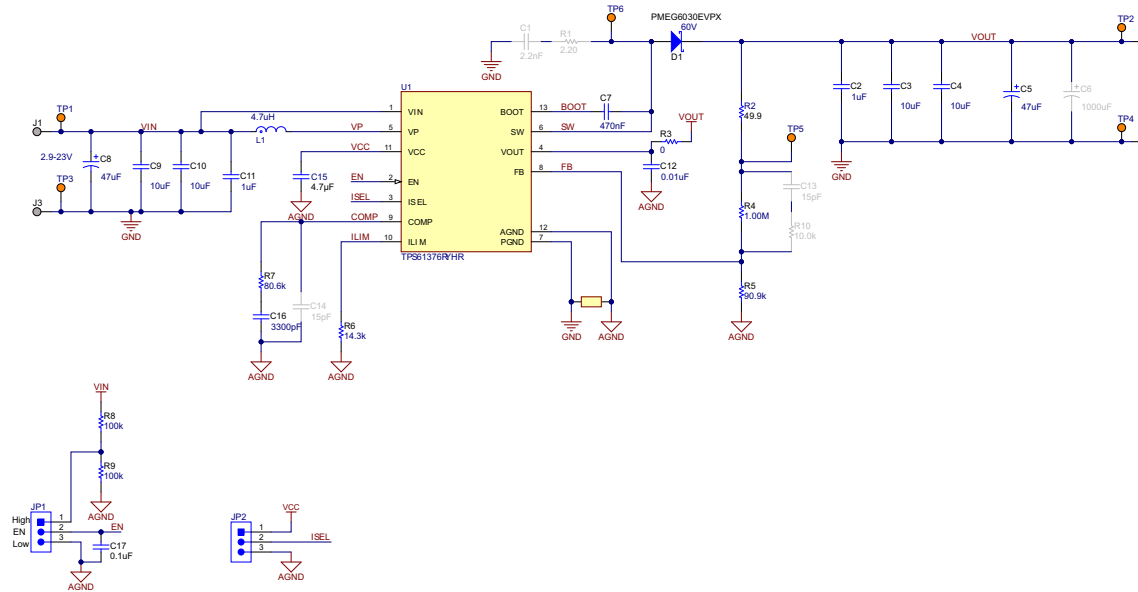 TP6
PMEG6030EVPX
60V
D1
C1
2.2nF
R1
2.20
GND
TP2
VOUT
C2
1uF
C3
10uF
C4
10uF
C5
47uF
C6
1000uF
TP4
GND
U1
VIN
VP
VCC
EN
ISEL
COMP
ILIM
BOOT
SW
VOUT
FB
AGND
PGND
TPS61376RYHR
1
5
11
2
3
9
10
13
6
4
8
12
7
BOOT
SW
FB
C7
470nF
VOUT
R3
0
C12
0.01uF
AGND
R2
49.9
TP5
C13
15pF
R4
1.00M
R10
10.0k
R5
90.9k
AGND
GND
AGND
J1
TP1
VIN
4.7uH
L1
VP
2.9-23V
C8
47uF
C9
10uF
C10
10uF
C11
1uF
TP3
J3
GND
VCC
C15
4.7µF
AGND
EN
ISEL
COMP
ILIM
R7
80.6k
C14
15pF
C16
3300pF
R6
14.3k
AGND
AGND
VIN
R8
100k
R9
100k
AGND
JP1
High
EN
Low
1
2
3
EN
C17
0.1uF
AGND
JP2
1
2
3
VCC
ISEL
AGND